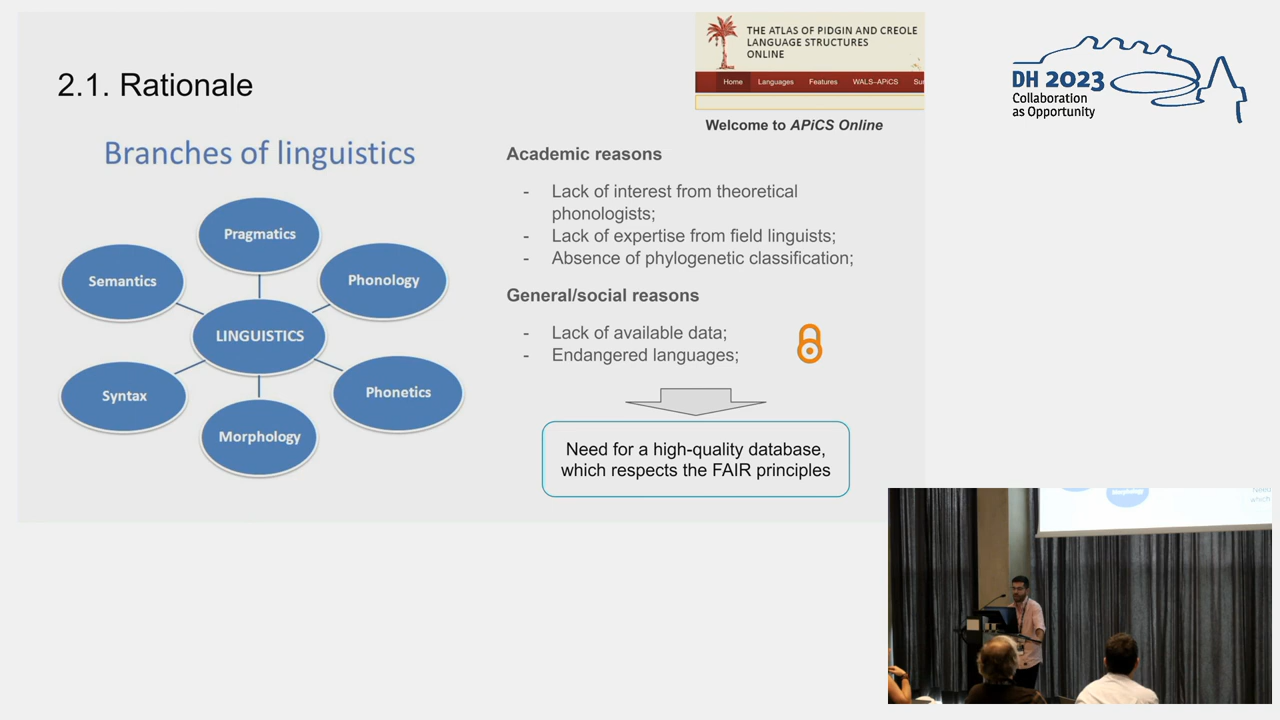 2.1. Rationale
THE ATLAS OF PIDGIN AND CREOLE
LANGUAGE STRUCTURES
ONLINE
Home Languages Features WALS–APiCS Su
Welcome to APiCS Online
Branches of linguistics
Pragmatics
Semantics
Phonology
LINGUISTICS
Syntax
Phonetics
Morphology
Academic reasons
- Lack of interest from theoretical
phonologists;
- Lack of expertise from field linguists;
- Absence of phylogenetic classification;
General/social reasons
- Lack of available data;
- Endangered languages;
Need for a high-quality database,
which respects the FAIR principles
DH 2023
Collaboration
as Opportunity
Morphology
which